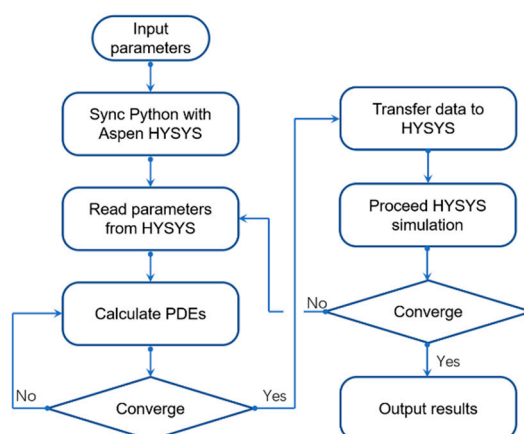 Input
parameters
Sync Python with
Aspen HYSYS
Read parameters
from HYSYS
Calculate PDEs
No
Converge
Yes
Transfer data to
HYSYS
Proceed HYSYS
simulation
No
Converge
Yes
Output results